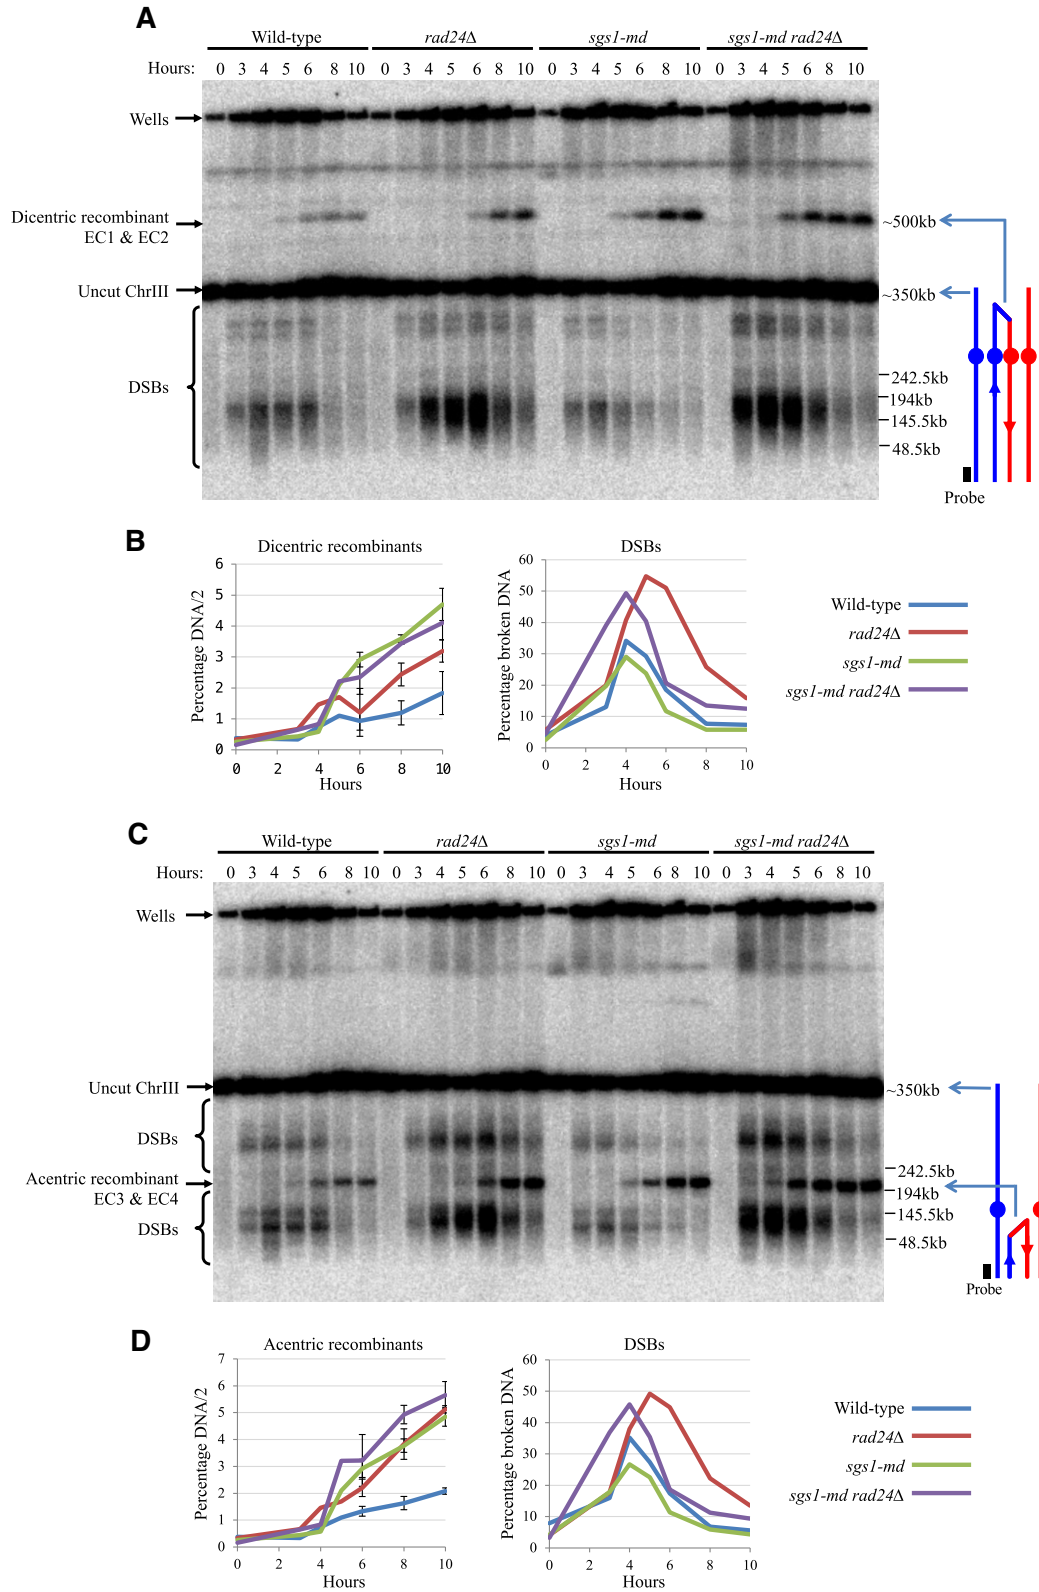 A
Wild-type rad24Δ sgs1-md sgs1-md rad24Δ
Hours: 0 3 4 5 6 8 10 0 3 4 5 6 8 10 0 3 4 5 6 8 10 0 3 4 5 6 8 10
Wells
Dicentric recombinant
EC1 & EC2
~500kb
Uncut ChrIII
~350kb
DSBs
242.5kb
194kb
145.5kb
48.5kb
Probe
B
Dicentric recombinants
Percentage DNA/2
6
5
4
3
2
1
0
0 2 4 6 8 10
Hours
DSBs
Percentage broken DNA
60
50
40
30
20
10
0
0 2 4 6 8 10
Hours
Wild-type
rad24Δ
sgs1-md
sgs1-md rad24Δ
C
Wild-type rad24Δ sgs1-md sgs1-md rad24Δ
Hours: 0 3 4 5 6 8 10 0 3 4 5 6 8 10 0 3 4 5 6 8 10 0 3 4 5 6 8 10
Wells
Uncut ChrIII
~350kb
DSBs
Acentric recombinant
EC3 & EC4
DSBs
242.5kb
194kb
145.5kb
48.5kb
Probe
D
Acentric recombinants
Percentage DNA/2
7
6
5
4
3
2
1
0
0 2 4 6 8 10
Hours
DSBs
Percentage broken DNA
60
50
40
30
20
10
0
0 2 4 6 8 10
Hours
Wild-type
rad24Δ
sgs1-md
sgs1-md rad24Δ